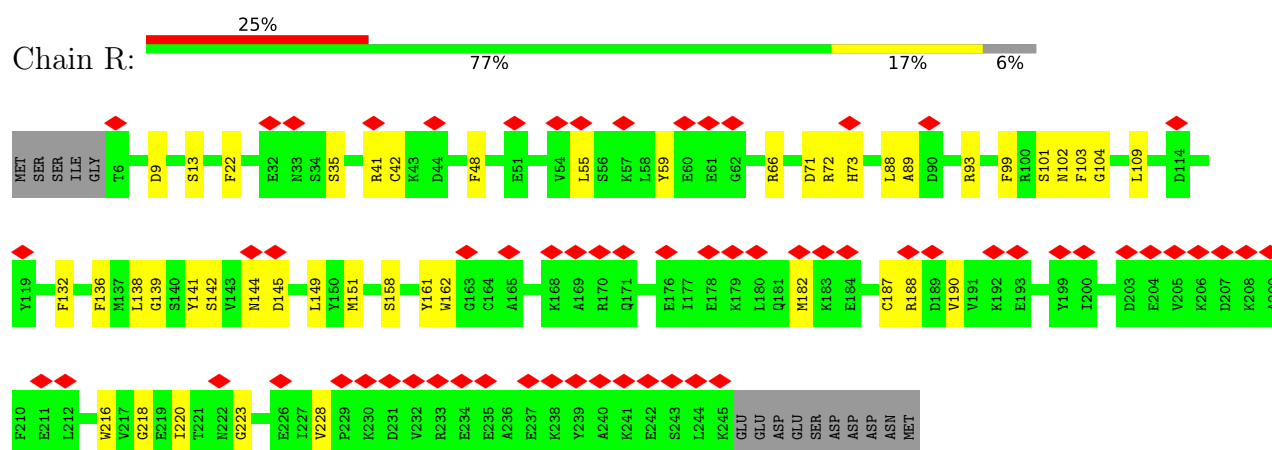 25%
Chain R:
77% 17% 6%
MET SER SER ILE GLY T6 D9 S13 F22 E32 N33 S34 S35 R41 C42 K43 D44 F48 E51 V54 L55 S56 K57 L58 Y59 E60 E61 G62 R66 D71 R72 H73 L88 A89 D90 R93 F99 R100 S101 N102 F103 G104 L109 D114
Y119 F132 F136 M137 L138 G139 S140 Y141 S142 V143 N144 D145 L149 Y150 M151 S158 Y161 W162 G163 C164 A165 K168 A169 R170 Q171 E176 I177 E178 K179 L180 Q181 M182 K183 E184 C187 R188 D189 V190 V191 K192 E193 Y199 I200 D203 E204 V205 K206 D207 K208 A209
F210 E211 L212 W216 V217 G218 E219 I220 T221 N222 G223 E226 I227 V228 P229 K230 D231 V232 R233 E234 E235 A236 E237 K238 Y239 A240 K241 E242 S243 L244 K245 GLU GLU ASP GLU SER ASP ASP ASP ASN MET